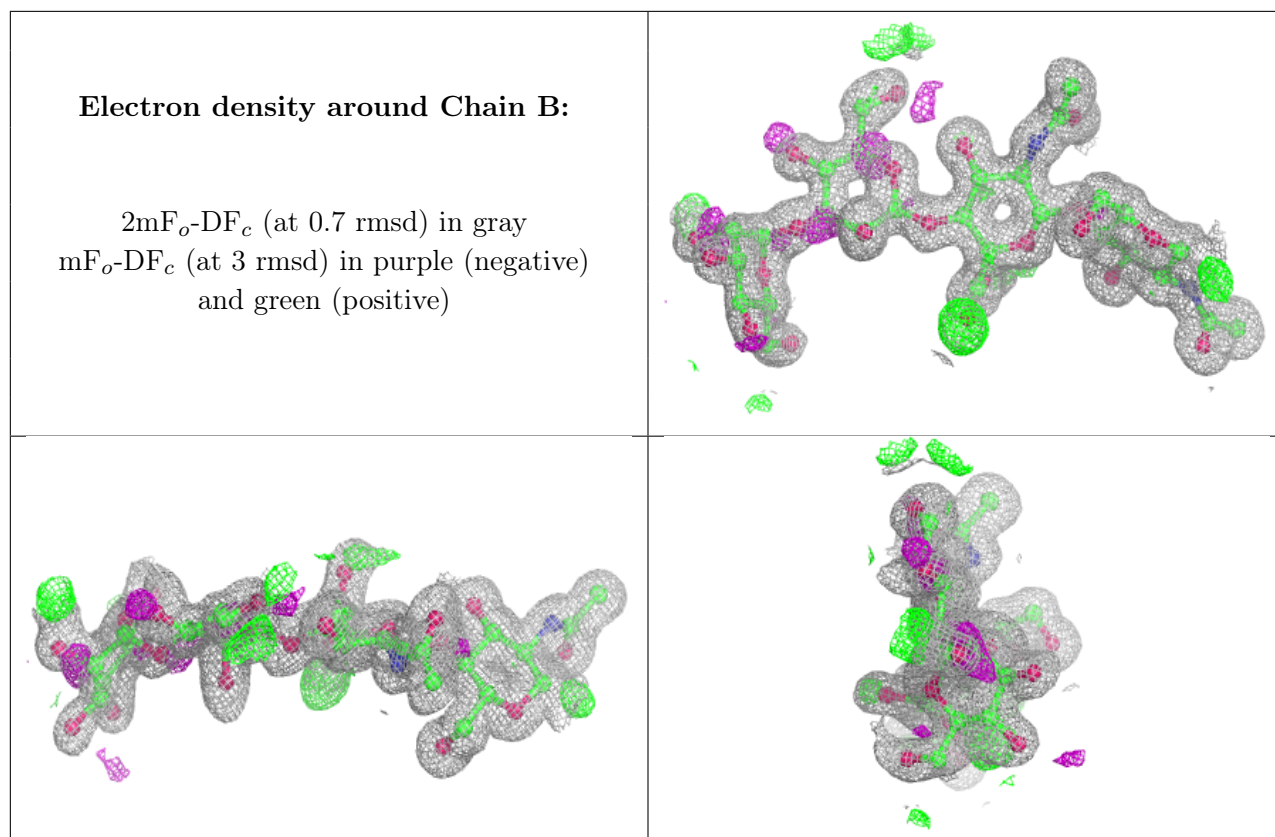 Electron density around Chain B:
2mFₒ-DF𝒸 (at 0.7 rmsd) in gray
mFₒ-DF𝒸 (at 3 rmsd) in purple (negative)
and green (positive)